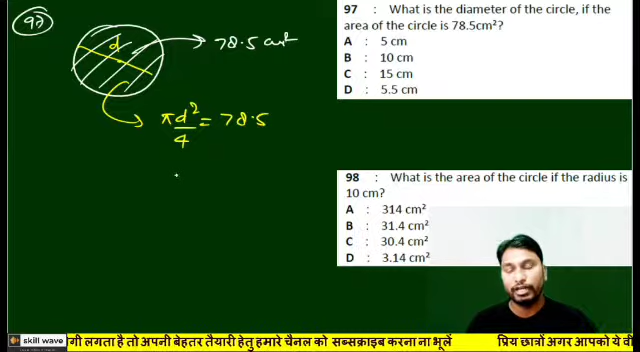 97
d
78.5 cm²
πd²/4 = 78.5
97 : What is the diameter of the circle, if the
area of the circle is 78.5cm²?
A : 5 cm
B : 10 cm
C : 15 cm
D : 5.5 cm
98 : What is the area of the circle if the radius is
10 cm?
A : 314 cm²
B : 31.4 cm²
C : 30.4 cm²
D : 3.14 cm²
skill wave
गी लगता है तो अपनी बेहतर तैयारी हेतु हमारे चैनल को सब्सक्राइब करना ना भूलें प्रिय छात्रों अगर आपको ये वी